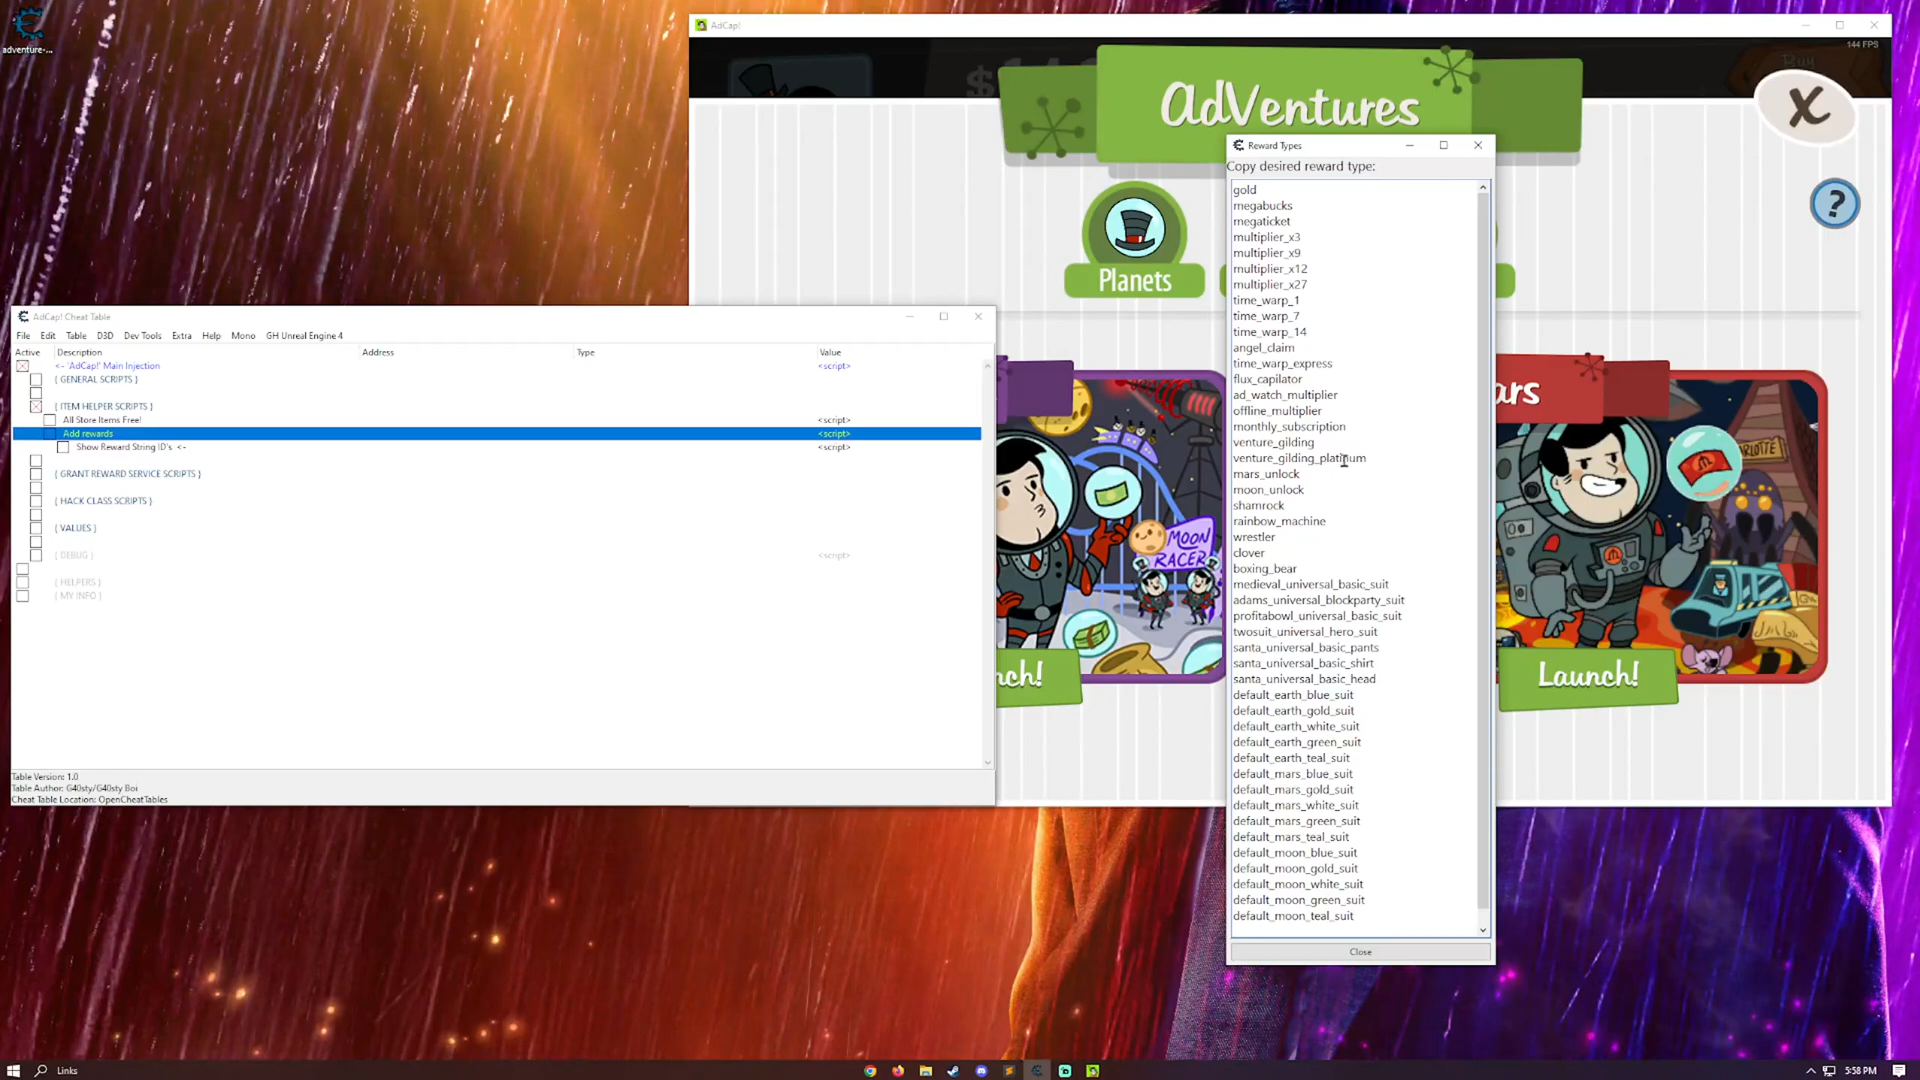 adventure-...
AdCap!
144 FPS
Buy
AdVentures
Planets
?
X
ars
MOON
RACER
nch!
Launch!
AdCap! Cheat Table
File Edit Table D3D Dev Tools Extra Help Mono GH Unreal Engine 4
Active Description Address Type Value
<- 'AdCap!' Main Injection <script>
{ GENERAL SCRIPTS }
{ ITEM HELPER SCRIPTS }
All Store Items Free! <script>
Add rewards <script>
Show Reward String ID's <- <script>
{ GRANT REWARD SERVICE SCRIPTS }
{ HACK CLASS SCRIPTS }
{ VALUES }
{ DEBUG } <script>
{ HELPERS }
{ MY INFO }
Table Version: 1.0
Table Author: G40sty/G40sty Boi
Cheat Table Location: OpenCheatTables
Reward Types
Copy desired reward type:
gold
megabucks
megaticket
multiplier_x3
multiplier_x9
multiplier_x12
multiplier_x27
time_warp_1
time_warp_7
time_warp_14
angel_claim
time_warp_express
flux_capilator
ad_watch_multiplier
offline_multiplier
monthly_subscription
venture_gilding
venture_gilding_platinum
mars_unlock
moon_unlock
shamrock
rainbow_machine
wrestler
clover
boxing_bear
medieval_universal_basic_suit
adams_universal_blockparty_suit
profitabowl_universal_basic_suit
twosuit_universal_hero_suit
santa_universal_basic_pants
santa_universal_basic_shirt
santa_universal_basic_head
default_earth_blue_suit
default_earth_gold_suit
default_earth_white_suit
default_earth_green_suit
default_earth_teal_suit
default_mars_blue_suit
default_mars_gold_suit
default_mars_white_suit
default_mars_green_suit
default_mars_teal_suit
default_moon_blue_suit
default_moon_gold_suit
default_moon_white_suit
default_moon_green_suit
default_moon_teal_suit
Close
Links
5:58 PM